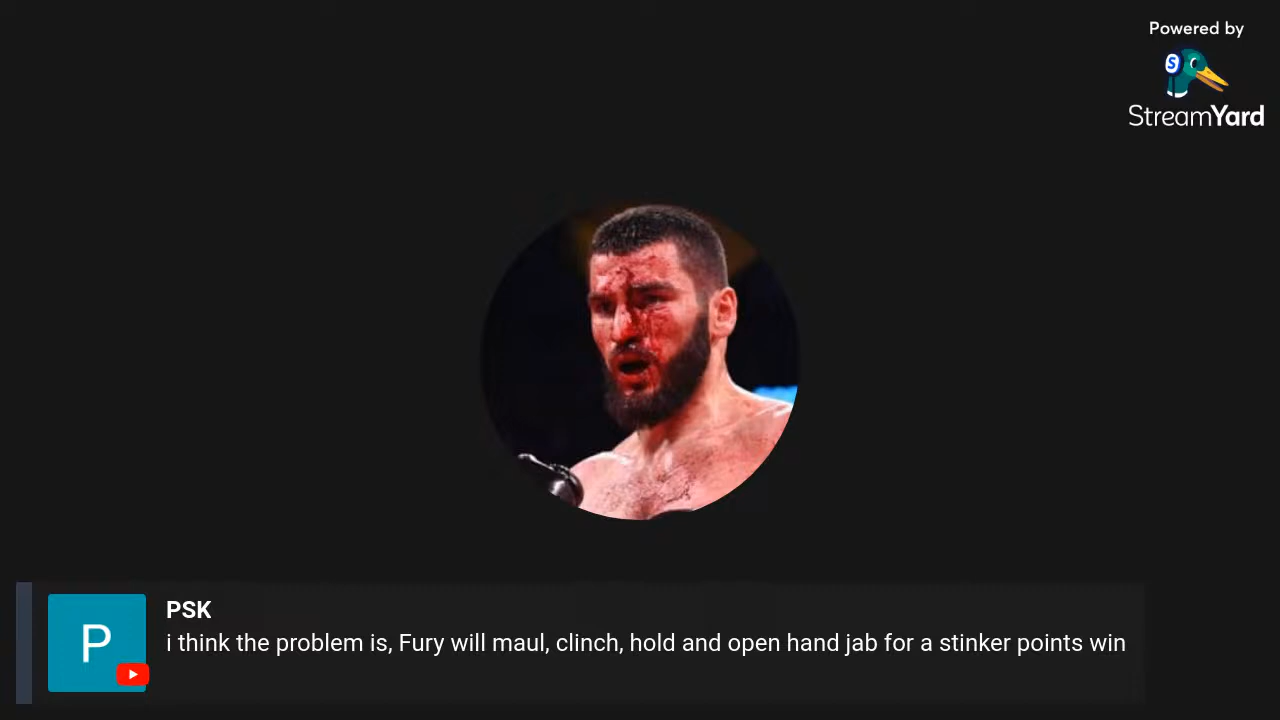 Powered by
S
StreamYard
P
PSK
i think the problem is, Fury will maul, clinch, hold and open hand jab for a stinker points win